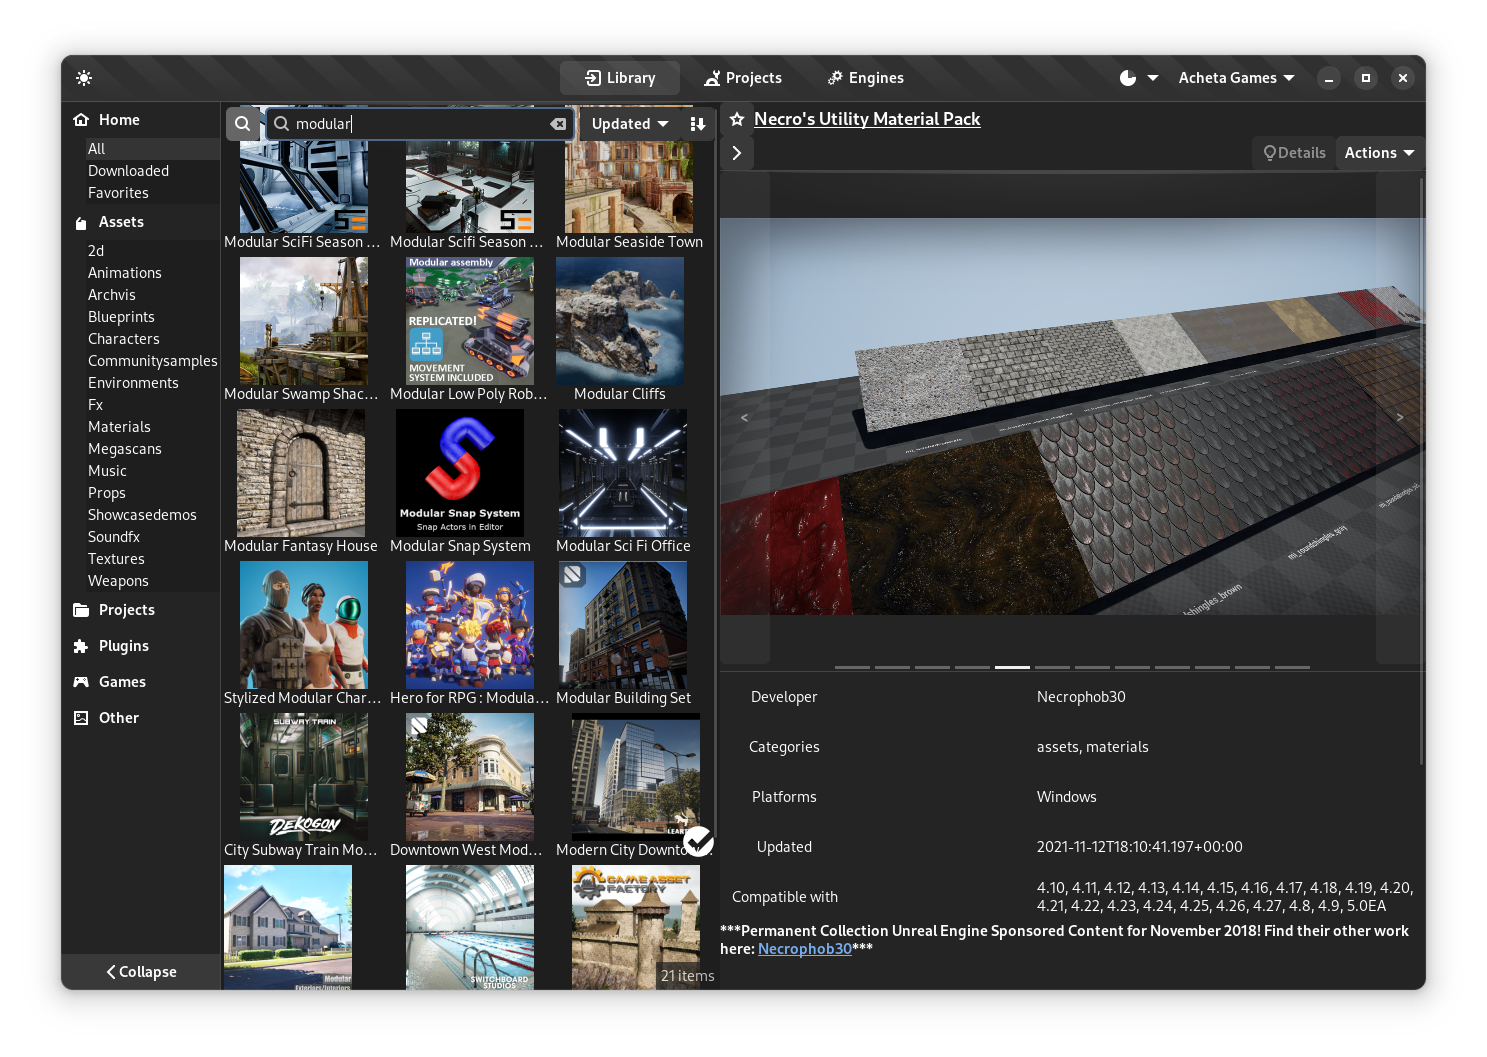 Library
Projects
Engines
Acheta Games
Home
All
Downloaded
Favorites
Assets
2d
Animations
Archvis
Blueprints
Characters
Communitysamples
Environments
Fx
Materials
Megascans
Music
Props
Showcasedemos
Soundfx
Textures
Weapons
Projects
Plugins
Games
Other
Collapse
modular
Updated
Modular SciFi Season ...
Modular Scifi Season ...
Modular Seaside Town
Modular assembly
REPLICATED!
MOVEMENT
SYSTEM INCLUDED
Modular Swamp Shac...
Modular Low Poly Rob...
Modular Cliffs
Modular Snap System
Snap Actors in Editor
Modular Fantasy House
Modular Snap System
Modular Sci Fi Office
Stylized Modular Char...
Hero for RPG : Modula...
Modular Building Set
SUBWAY TRAIN
DEKOGON
City Subway Train Mo...
Downtown West Mod...
Modern City Downto
Modular
Exteriors/Interiors
SWITCHBOARD
STUDIOS
GAME ASSET
FACTORY
21 items
Necro's Utility Material Pack
Details
Actions
<
>
mi_roundshingles_gray
Developer
Necrophob30
Categories
assets, materials
Platforms
Windows
Updated
2021-11-12T18:10:41.197+00:00
Compatible with
4.10, 4.11, 4.12, 4.13, 4.14, 4.15, 4.16, 4.17, 4.18, 4.19, 4.20,
4.21, 4.22, 4.23, 4.24, 4.25, 4.26, 4.27, 4.8, 4.9, 5.0EA
***Permanent Collection Unreal Engine Sponsored Content for November 2018! Find their other work
here: Necrophob30***